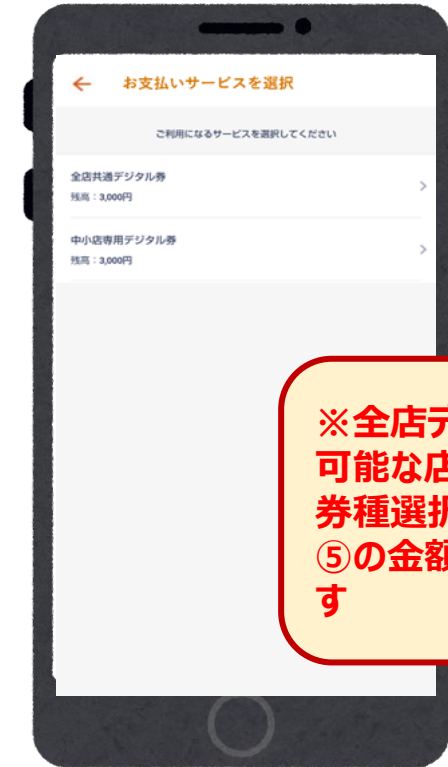 お支払いサービスを選択
ご利用になるサービスを選択してください
全店共通デジタル券
残高：3,000円
中小店専用デジタル券
残高：3,000円
※全店デ
可能な店
券種選択
⑤の金額
す